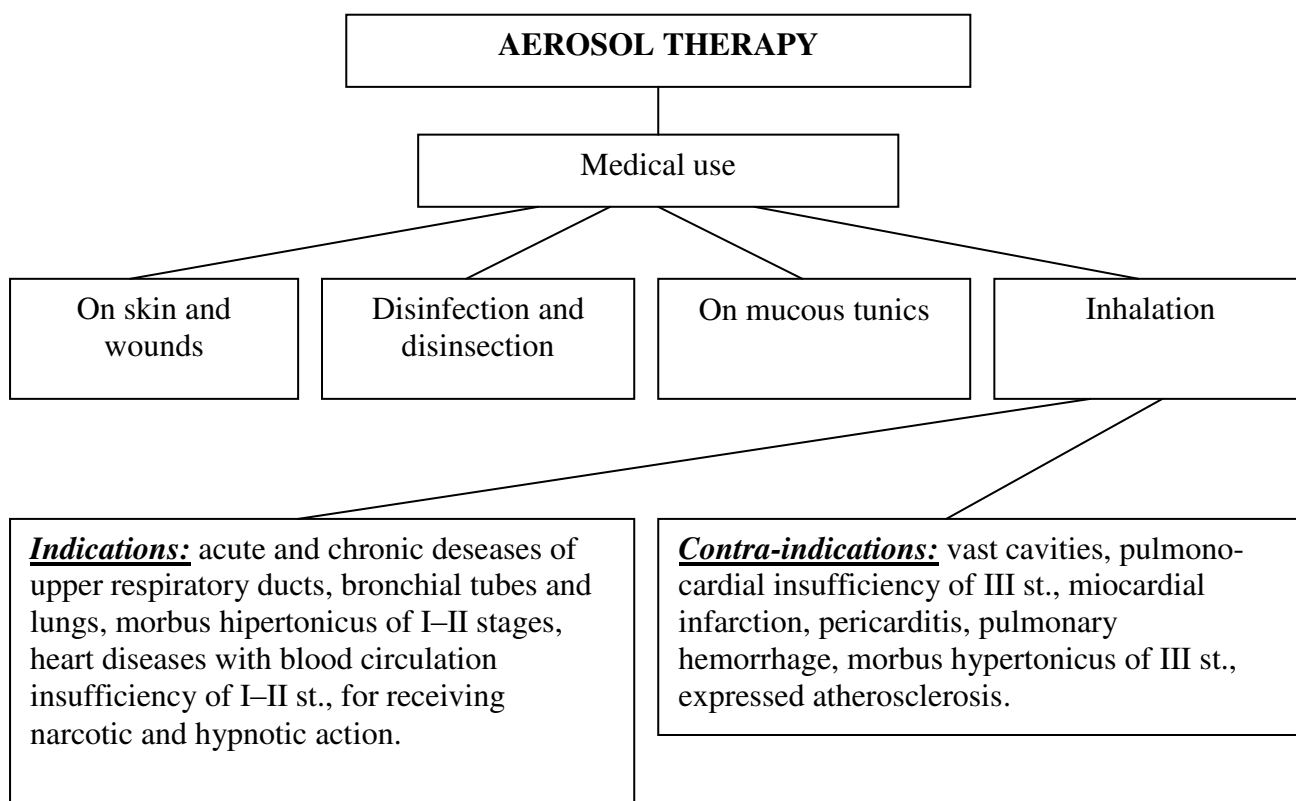 AEROSOL THERAPY
Medical use
On skin and
wounds
Disinfection and
disinsection
On mucous tunics
Inhalation
Indications: acute and chronic deseases of
upper respiratory ducts, bronchial tubes and
lungs, morbus hipertonicus of I–II stages,
heart diseases with blood circulation
insufficiency of I–II st., for receiving
narcotic and hypnotic action.
Contra-indications: vast cavities, pulmono-
cardial insufficiency of III st., miocardial
infarction, pericarditis, pulmonary
hemorrhage, morbus hypertonicus of III st.,
expressed atherosclerosis.